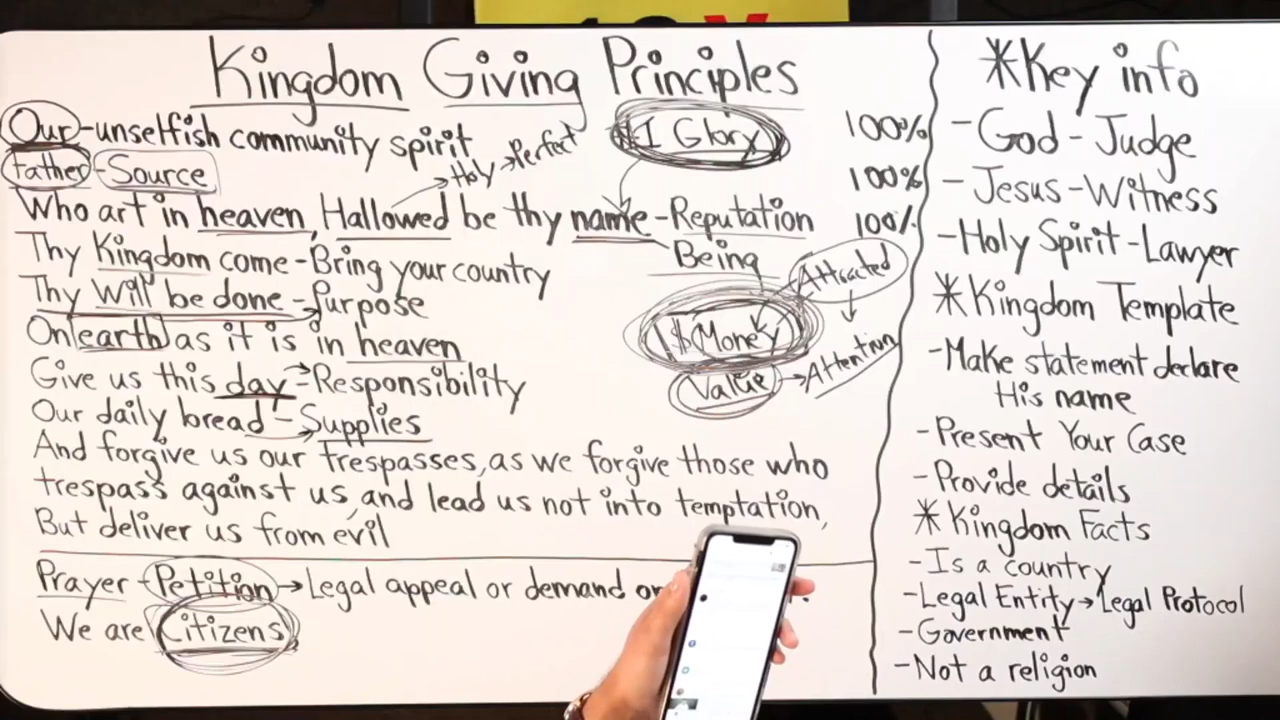 Kingdom Giving Principles
Our - unselfish community spirit
father - Source
Holy → Perfect
#1 Glory
100%
100%
100%
Who art in heaven, Hallowed be thy name - Reputation
Being
Thy Kingdom come - Bring your country
Thy Will be done - Purpose
On earth as it is in heaven
Give us this day = Responsibility
Our daily bread - Supplies
And forgive us our trespasses, as we forgive those who
trespass against us, and lead us not into temptation,
But deliver us from evil
Attracted
1$ Money
Value → Attention
Prayer - Petition → Legal appeal or demand
We are Citizens
*Key info
- God - Judge
- Jesus - Witness
- Holy Spirit - Lawyer
*Kingdom Template
- Make statement declare
His name
- Present Your Case
- Provide details
*Kingdom Facts
- Is a country
- Legal Entity → Legal Protocol
- Government
- Not a religion